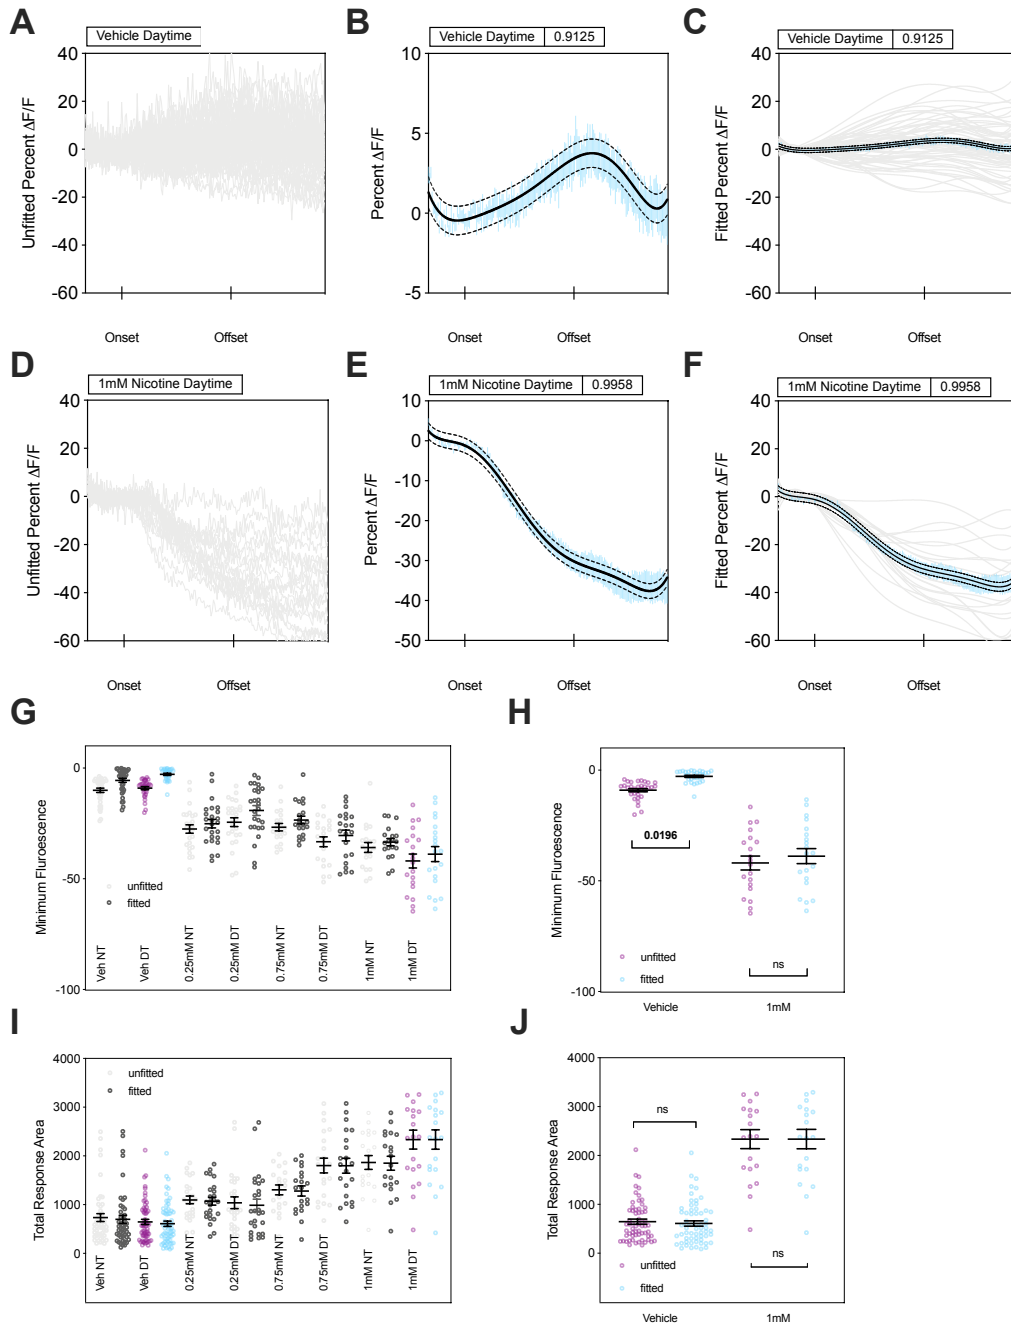 A
Vehicle Daytime
Unfitted Percent ΔF/F
40
20
0
-20
-40
-60
Onset
Offset
B
Vehicle Daytime 0.9125
Percent ΔF/F
10
5
0
-5
Onset
Offset
C
Vehicle Daytime 0.9125
Fitted Percent ΔF/F
40
20
0
-20
-40
-60
Onset
Offset
D
1mM Nicotine Daytime
Unfitted Percent ΔF/F
40
20
0
-20
-40
-60
Onset
Offset
E
1mM Nicotine Daytime 0.9958
Percent ΔF/F
10
0
-10
-20
-30
-40
-50
Onset
Offset
F
1mM Nicotine Daytime 0.9958
Fitted Percent ΔF/F
40
20
0
-20
-40
-60
Onset
Offset
G
Minimum Fluroescence
0
-50
-100
unfitted
fitted
Veh NT
Veh DT
0.25mM NT
0.25mM DT
0.75mM NT
0.75mM DT
1mM NT
1mM DT
H
Minimum Fluroescence
0
-50
-100
0.0196
ns
unfitted
fitted
Vehicle
1mM
I
Total Response Area
4000
3000
2000
1000
0
unfitted
fitted
Veh NT
Veh DT
0.25mM NT
0.25mM DT
0.75mM NT
0.75mM DT
1mM NT
1mM DT
J
Total Response Area
4000
3000
2000
1000
0
ns
ns
unfitted
fitted
Vehicle
1mM